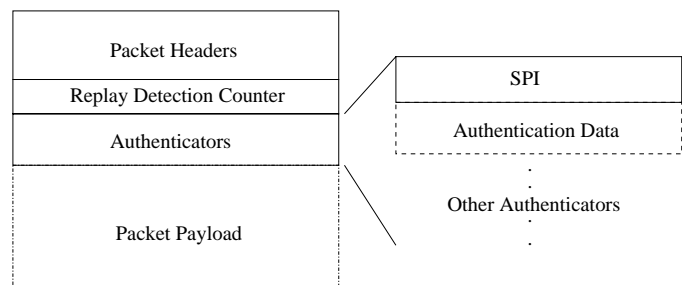 Packet Headers
Replay Detection Counter
Authenticators
Packet Payload
SPI
Authentication Data
Other Authenticators